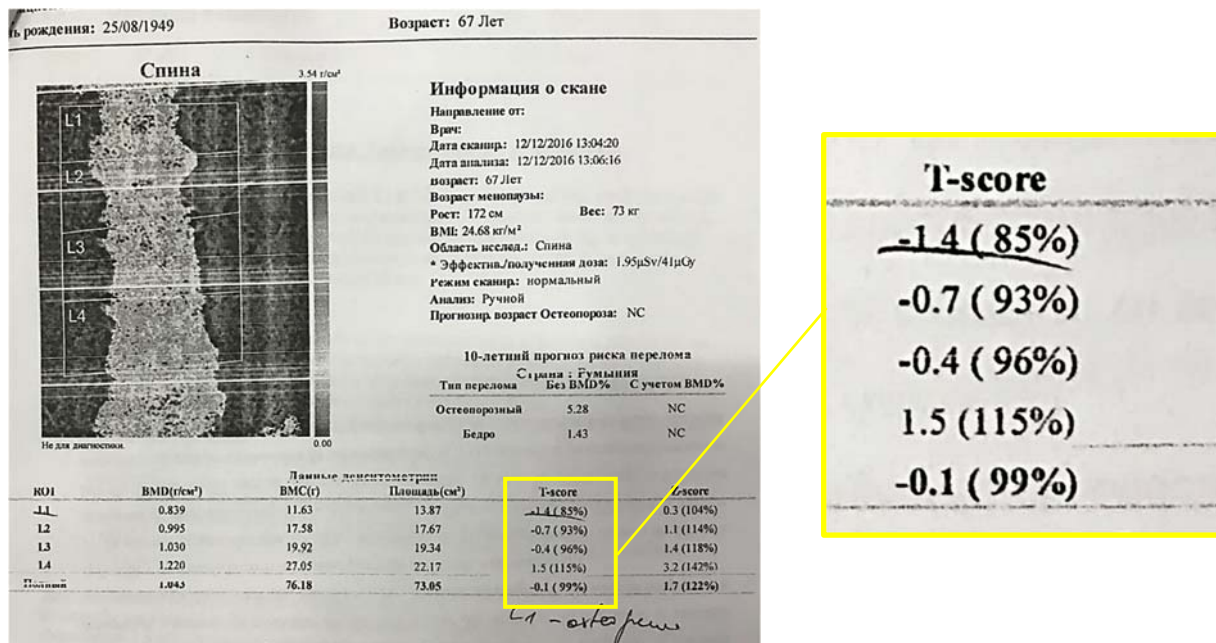 рождения: 25/08/1949
Возраст: 67 Лет
Спина
3.54 г/см²
L1
L2
L3
L4
0.00
Не для диагностики.
Информация о скане
Направление от:
Врач:
Дата сканир.: 12/12/2016 13:04:20
Дата анализа: 12/12/2016 13:06:16
возраст: 67 Лет
Возраст менопаузы:
Рост: 172 см Вес: 73 кг
BMI: 24.68 кг/м²
Область исслед.: Спина
* Эффектив./полученная доза: 1.95µSv/41µGy
Режим сканир.: нормальный
Анализ: Ручной
Прогнозир. возраст Остеопороза: NC
10-летний прогноз риска перелома
Страна : Румыния
Тип перелома Без BMD% С учетом BMD%
Остеопорозный 5.28 NC
Бедро 1.43 NC
Данные денситометрии
ROI BMD(г/см²) BMC(г) Площадь(см²) T-score Z-score
L1 0.839 11.63 13.87 -1.4 ( 85%) 0.3 (104%)
L2 0.995 17.58 17.67 -0.7 ( 93%) 1.1 (114%)
L3 1.030 19.92 19.34 -0.4 ( 96%) 1.4 (118%)
L4 1.220 27.05 22.17 1.5 (115%) 3.2 (142%)
Полный 1.043 76.18 73.05 -0.1 ( 99%) 1.7 (122%)
L1 -
T-score
-1.4 ( 85%)
-0.7 ( 93%)
-0.4 ( 96%)
1.5 (115%)
-0.1 ( 99%)